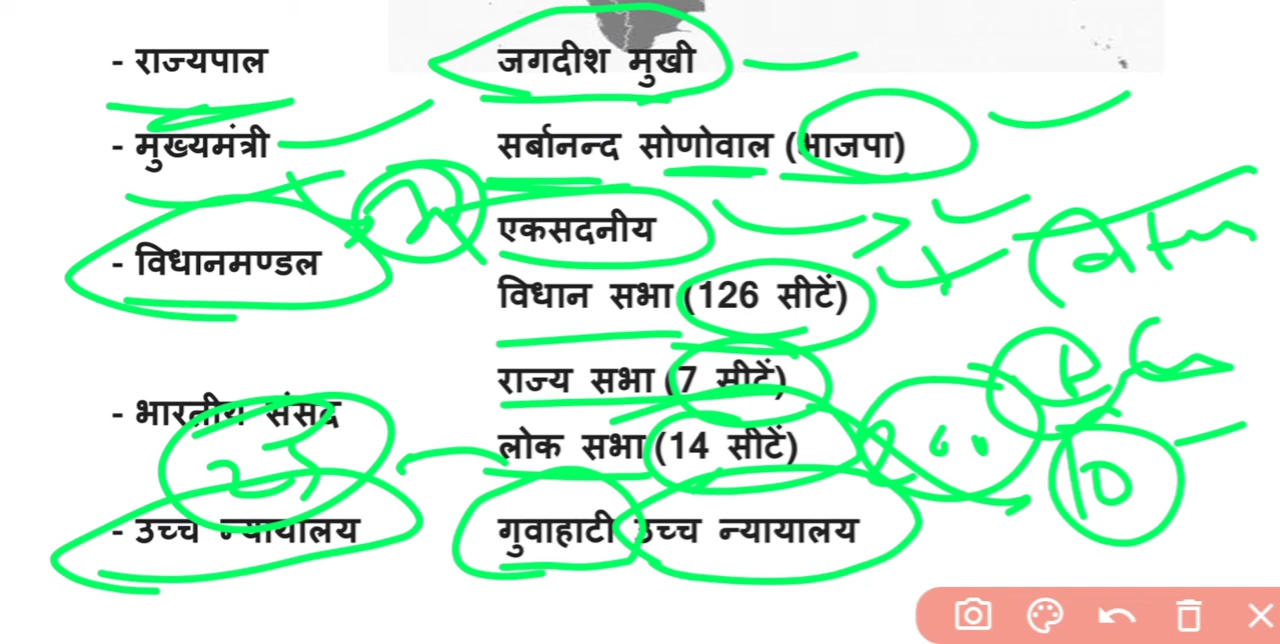 - राज्यपाल जगदीश मुखी
- मुख्यमंत्री सर्बानन्द सोणोवाल (भाजपा)
- विधानमण्डल एकसदनीय
विधान सभा (126 सीटें)
राज्य सभा (7 सीटें)
- भारतीय संसद
लोक सभा (14 सीटें)
25
- उच्च न्यायालय गुवाहाटी उच्च न्यायालय